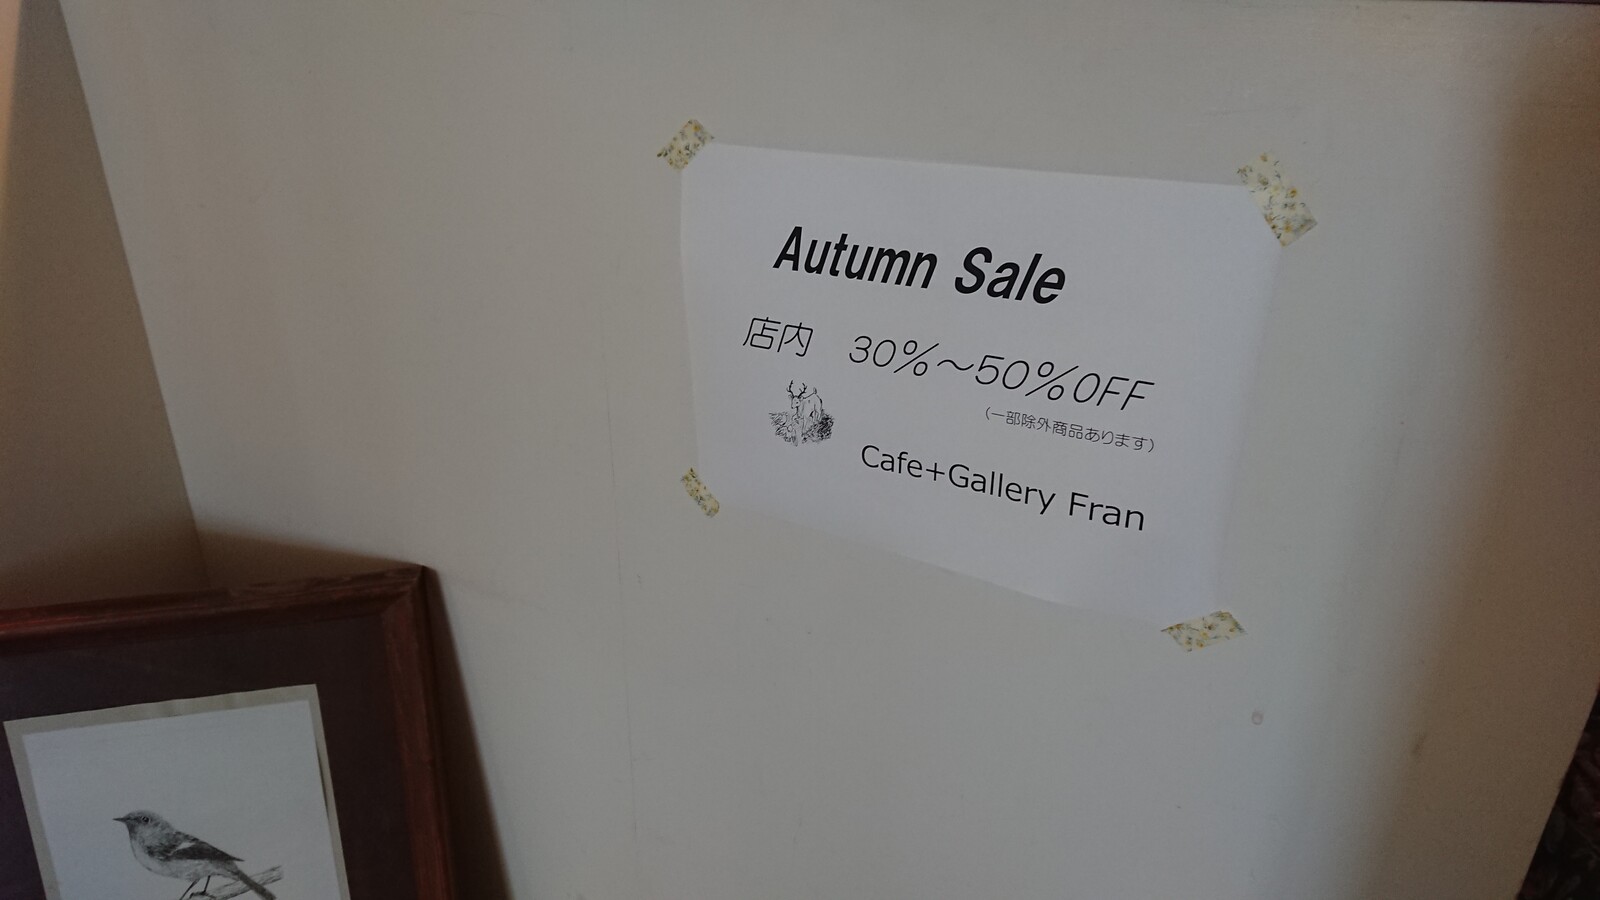 Autumn Sale
店内　30%～50%OFF
（一部除外商品あります）
Cafe+Gallery Fran